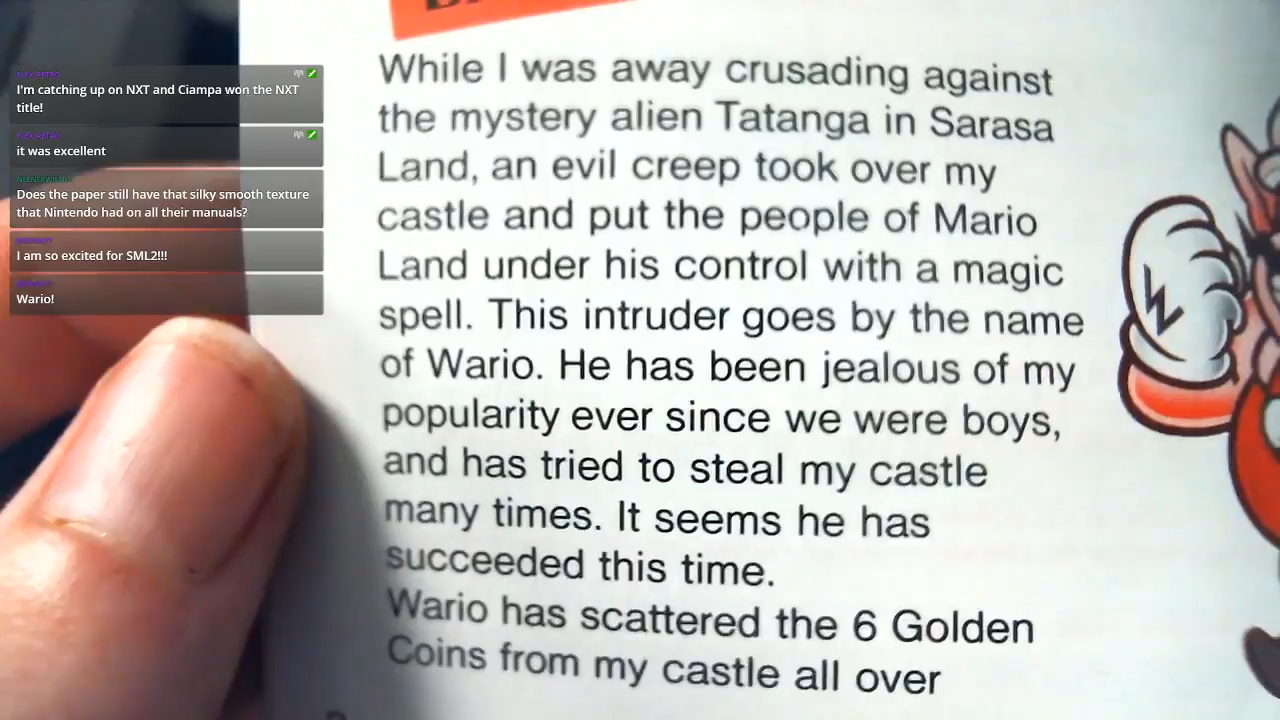 I'm catching up on NXT and Ciampa won the NXT
title!
it was excellent
Does the paper still have that silky smooth texture
that Nintendo had on all their manuals?
I am so excited for SML2!!!
Wario!
While I was away crusading against
the mystery alien Tatanga in Sarasa
Land, an evil creep took over my
castle and put the people of Mario
Land under his control with a magic
spell. This intruder goes by the name
of Wario. He has been jealous of my
popularity ever since we were boys,
and has tried to steal my castle
many times. It seems he has
succeeded this time.
Wario has scattered the 6 Golden
Coins from my castle all over